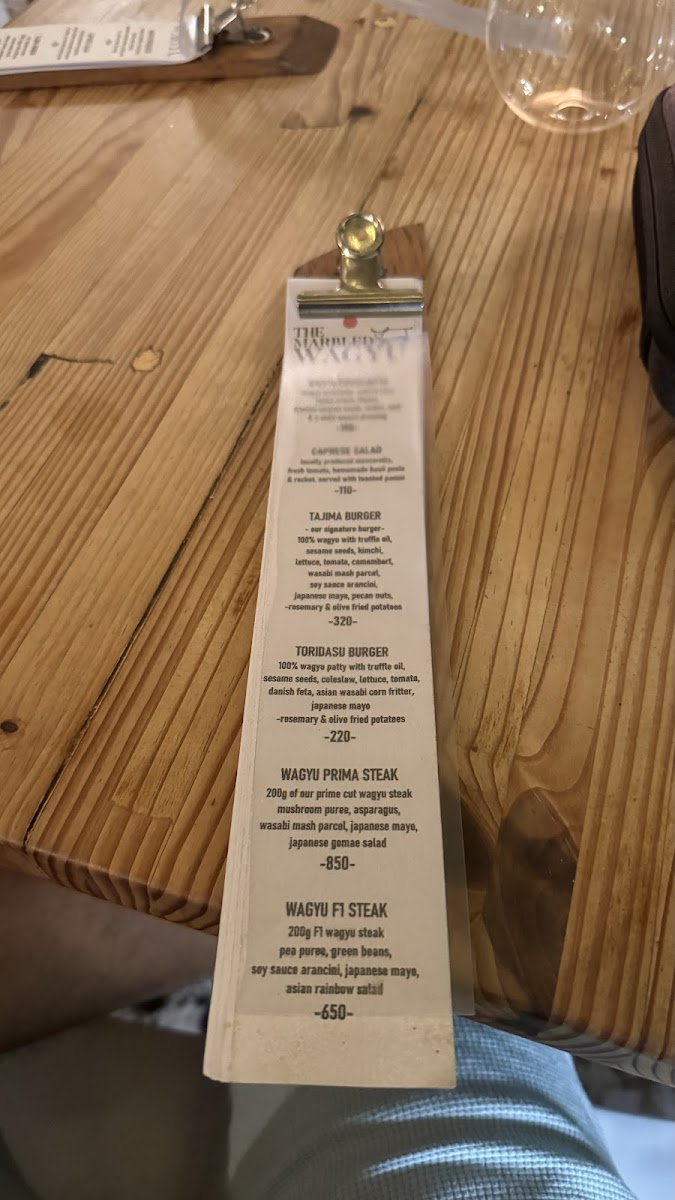 THE
MARBLED
WAGYU
CAPRESE SALAD
locally produced mozzarella,
fresh tomato, homemade basil pesto
& rocket, served with toasted panini
-110-
TAJIMA BURGER
- our signature burger-
100% wagyu with truffle oil,
sesame seeds, kimchi,
lettuce, tomato, camembert,
wasabi mash parcel,
soy sauce arancini,
japanese mayo, pecan nuts,
-rosemary & olive fried potatoes
-320-
TORIDASU BURGER
100% wagyu patty with truffle oil,
sesame seeds, coleslaw, lettuce, tomato,
danish feta, asian wasabi corn fritter,
japanese mayo
-rosemary & olive fried potatoes
-220-
WAGYU PRIMA STEAK
200g of our prime cut wagyu steak
mushroom puree, asparagus,
wasabi mash parcel, japanese mayo,
japanese gomae salad
-850-
WAGYU F1 STEAK
200g F1 wagyu steak
pea puree, green beans,
soy sauce arancini, japanese mayo,
asian rainbow salad
-650-